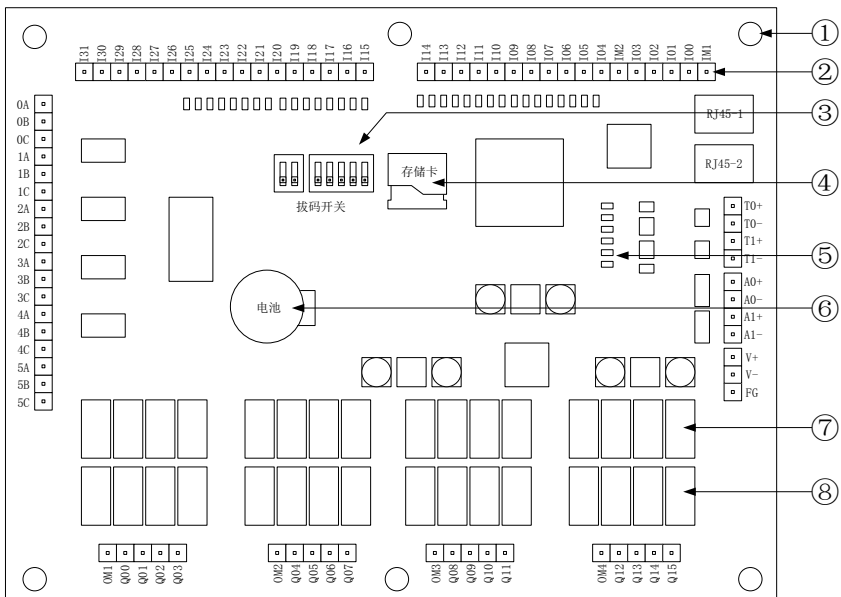 I31 I30 I29 I28 I27 I26 I25 I24 I23 I22 I21 I20 I19 I18 I17 I16 I15
I14 I13 I12 I11 I10 I09 I08 I07 I06 I05 I04 IM2 I03 I02 I01 I00 IM1
①
②
③
④
⑤
⑥
⑦
⑧
0A
0B
0C
1A
1B
1C
2A
2B
2C
3A
3B
3C
4A
4B
4C
5A
5B
5C
拔码开关
存储卡
电池
RJ45-1
RJ45-2
T0+
T0-
T1+
T1-
A0+
A0-
A1+
A1-
V+
V-
FG
OM1 Q00 Q01 Q02 Q03
OM2 Q04 Q05 Q06 Q07
OM3 Q08 Q09 Q10 Q11
OM4 Q12 Q13 Q14 Q15